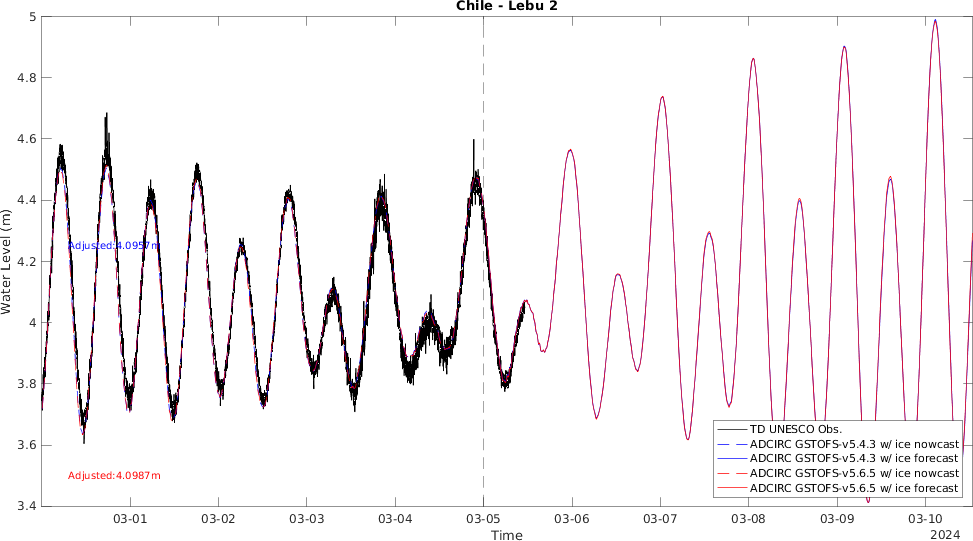 Chile - Lebu 2
5
4.8
4.6
4.4
4.2
4
3.8
3.6
3.4
Water Level (m)
Adjusted:4.0957m
Adjusted:4.0987m
TD UNESCO Obs.
ADCIRC GSTOFS-v5.4.3 w/ ice nowcast
ADCIRC GSTOFS-v5.4.3 w/ ice forecast
ADCIRC GSTOFS-v5.6.5 w/ ice nowcast
ADCIRC GSTOFS-v5.6.5 w/ ice forecast
03-01 03-02 03-03 03-04 03-05 03-06 03-07 03-08 03-09 03-10
Time
2024